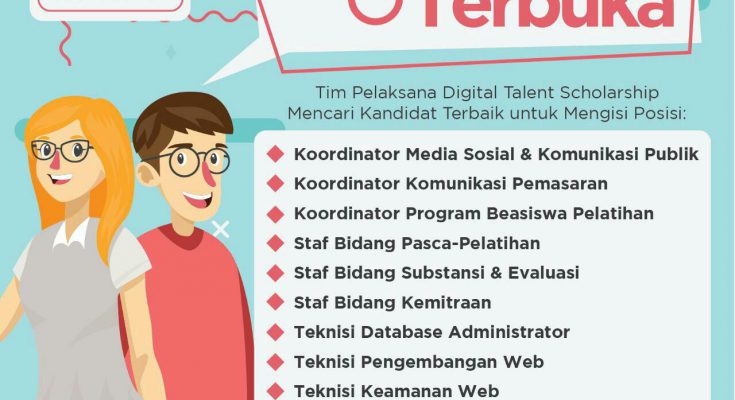 Terbuka
Tim Pelaksana Digital Talent Scholarship
Mencari Kandidat Terbaik untuk Mengisi Posisi:
Koordinator Media Sosial & Komunikasi Publik
Koordinator Komunikasi Pemasaran
Koordinator Program Beasiswa Pelatihan
Staf Bidang Pasca-Pelatihan
Staf Bidang Substansi & Evaluasi
Staf Bidang Kemitraan
Teknisi Database Administrator
Teknisi Pengembangan Web
Teknisi Keamanan Web